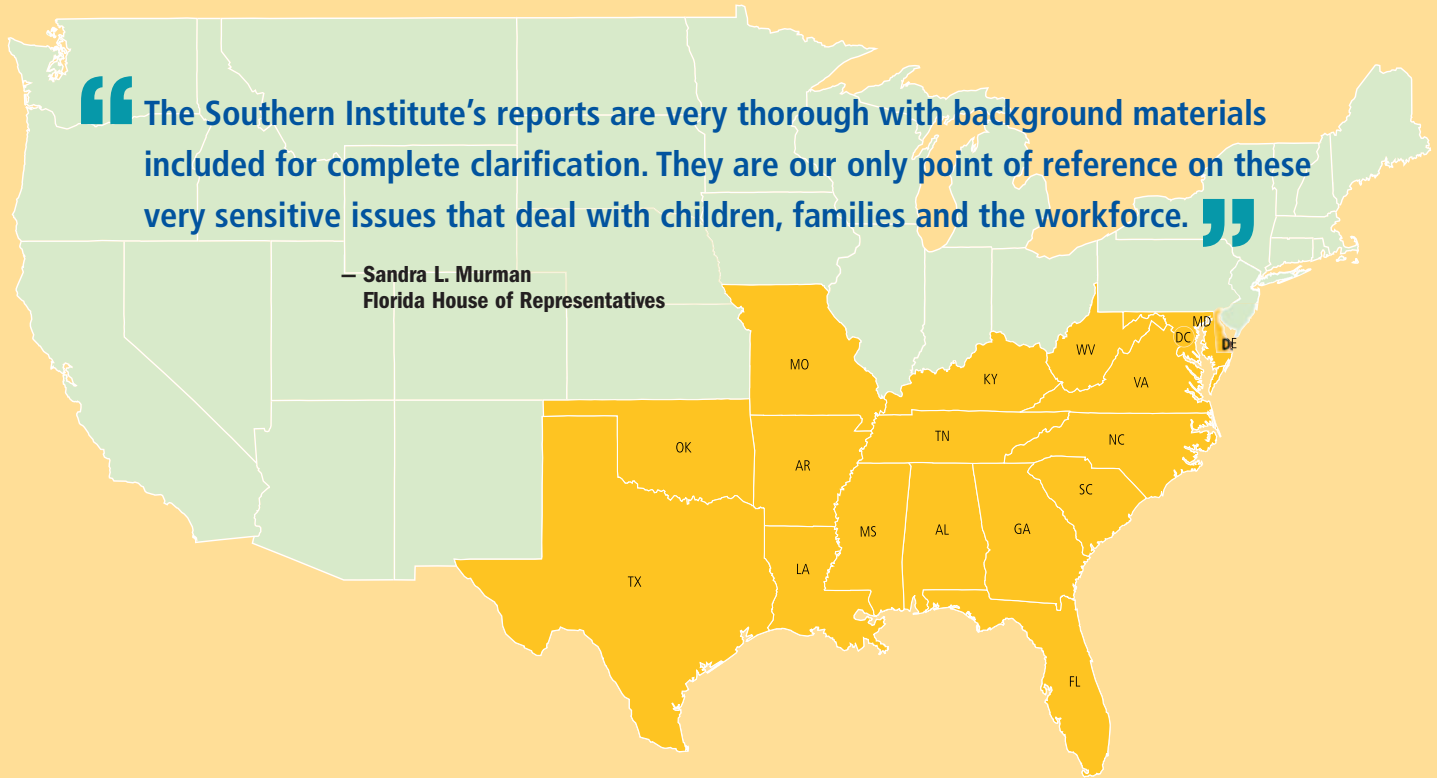 “ The Southern Institute’s reports are very thorough with background materials
included for complete clarification. They are our only point of reference on these
very sensitive issues that deal with children, families and the workforce. ”
— Sandra L. Murman
Florida House of Representatives
MD
DC
DE
WV
MO
KY
VA
TN
NC
OK
AR
SC
MS
AL
GA
LA
TX
FL